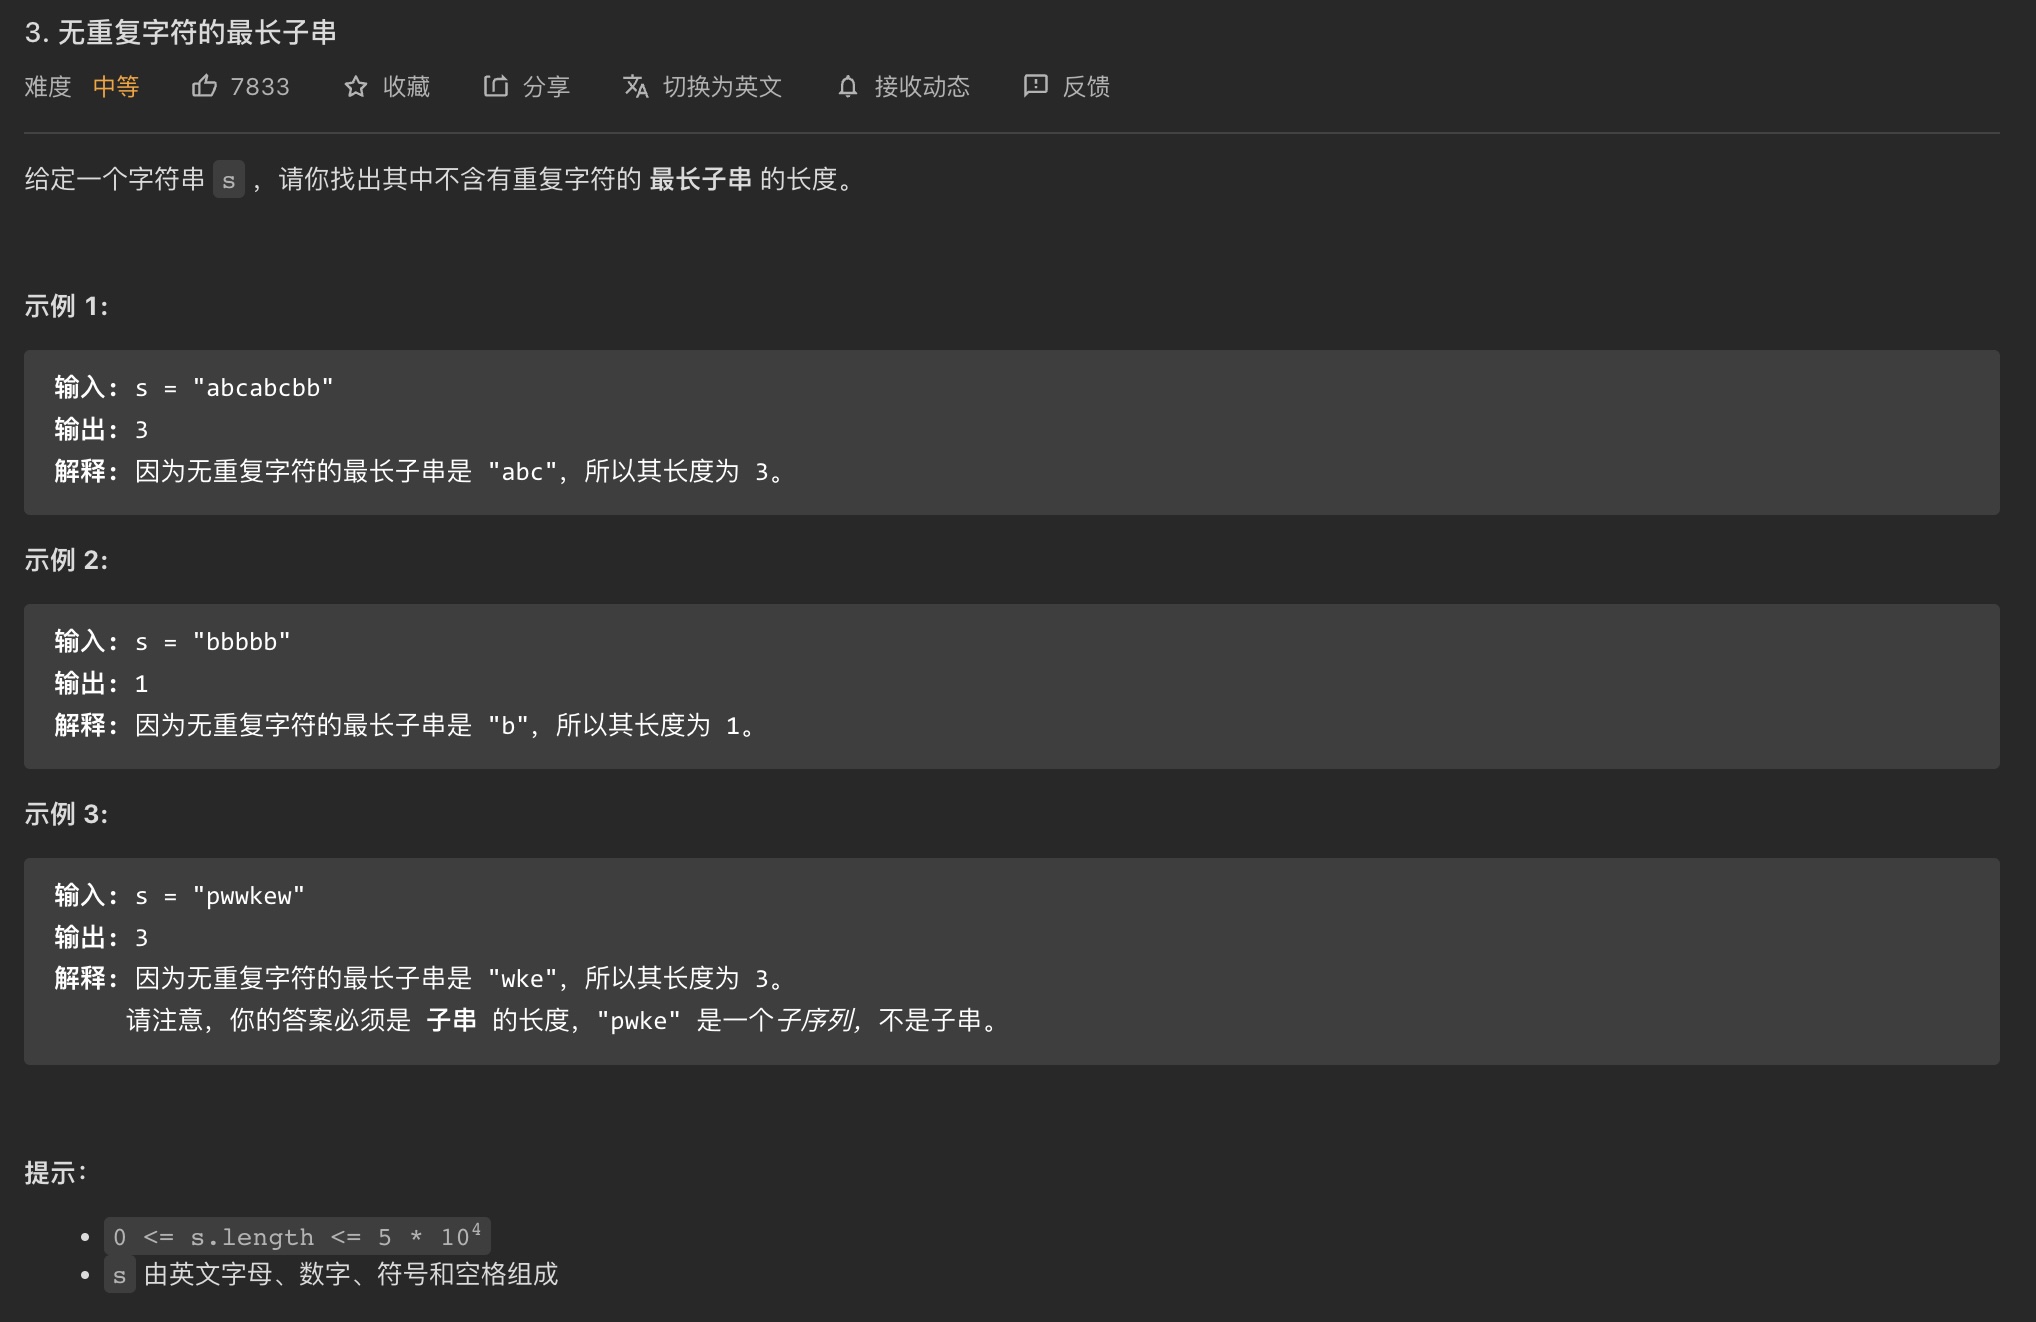 3. 无重复字符的最长子串
难度 中等 7833 收藏 分享 切换为英文 接收动态 反馈
给定一个字符串 s ，请你找出其中不含有重复字符的 最长子串 的长度。
示例 1:
输入: s = "abcabcbb"
输出: 3
解释: 因为无重复字符的最长子串是 "abc"，所以其长度为 3。
示例 2:
输入: s = "bbbbb"
输出: 1
解释: 因为无重复字符的最长子串是 "b"，所以其长度为 1。
示例 3:
输入: s = "pwwkew"
输出: 3
解释: 因为无重复字符的最长子串是 "wke"，所以其长度为 3。
请注意，你的答案必须是 子串 的长度，"pwke" 是一个子序列，不是子串。
提示：
• 0 <= s.length <= 5 * 10⁴
• s 由英文字母、数字、符号和空格组成